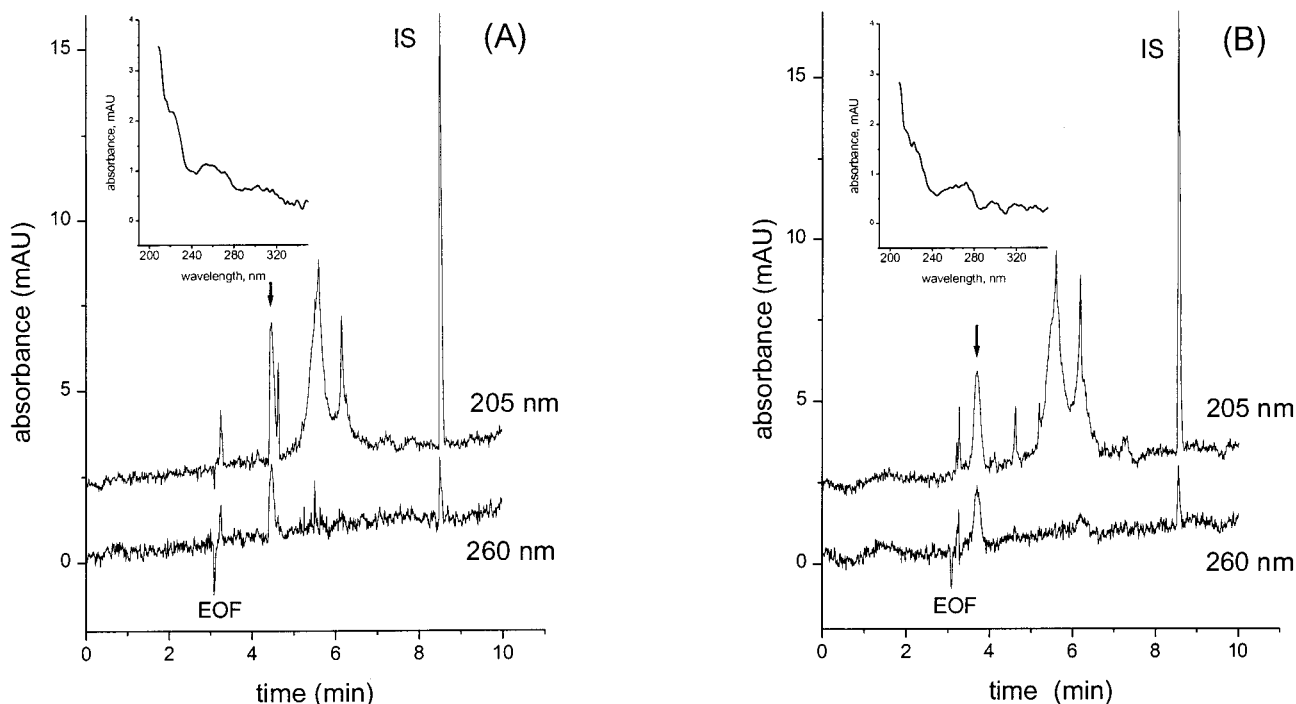 IS
(A)
15
10
5
0
absorbance (mAU)
4
3
2
1
0
absorbance, mAU
200
240
280
320
wavelength, nm
205 nm
260 nm
EOF
0
2
4
6
8
10
time (min)
IS
(B)
15
10
5
0
absorbance (mAU)
4
3
2
1
0
absorbance, mAU
200
240
280
320
wavelength, nm
205 nm
260 nm
EOF
0
2
4
6
8
10
time (min)